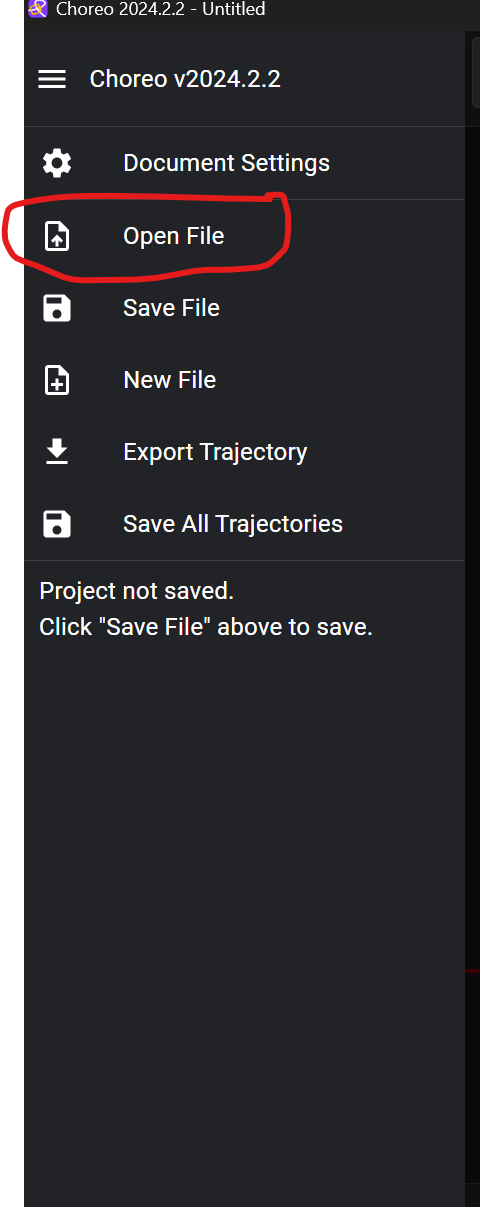 Choreo 2024.2.2 - Untitled
Choreo v2024.2.2
Document Settings
Open File
Save File
New File
Export Trajectory
Save All Trajectories
Project not saved.
Click "Save File" above to save.